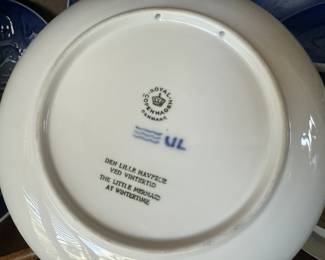 ROYAL
COPENHAGEN
DENMARK
UL
DEN LILLE HAVFRUE
VED VINTERTID
THE LITTLE MERMAID
AT WINTERTIME